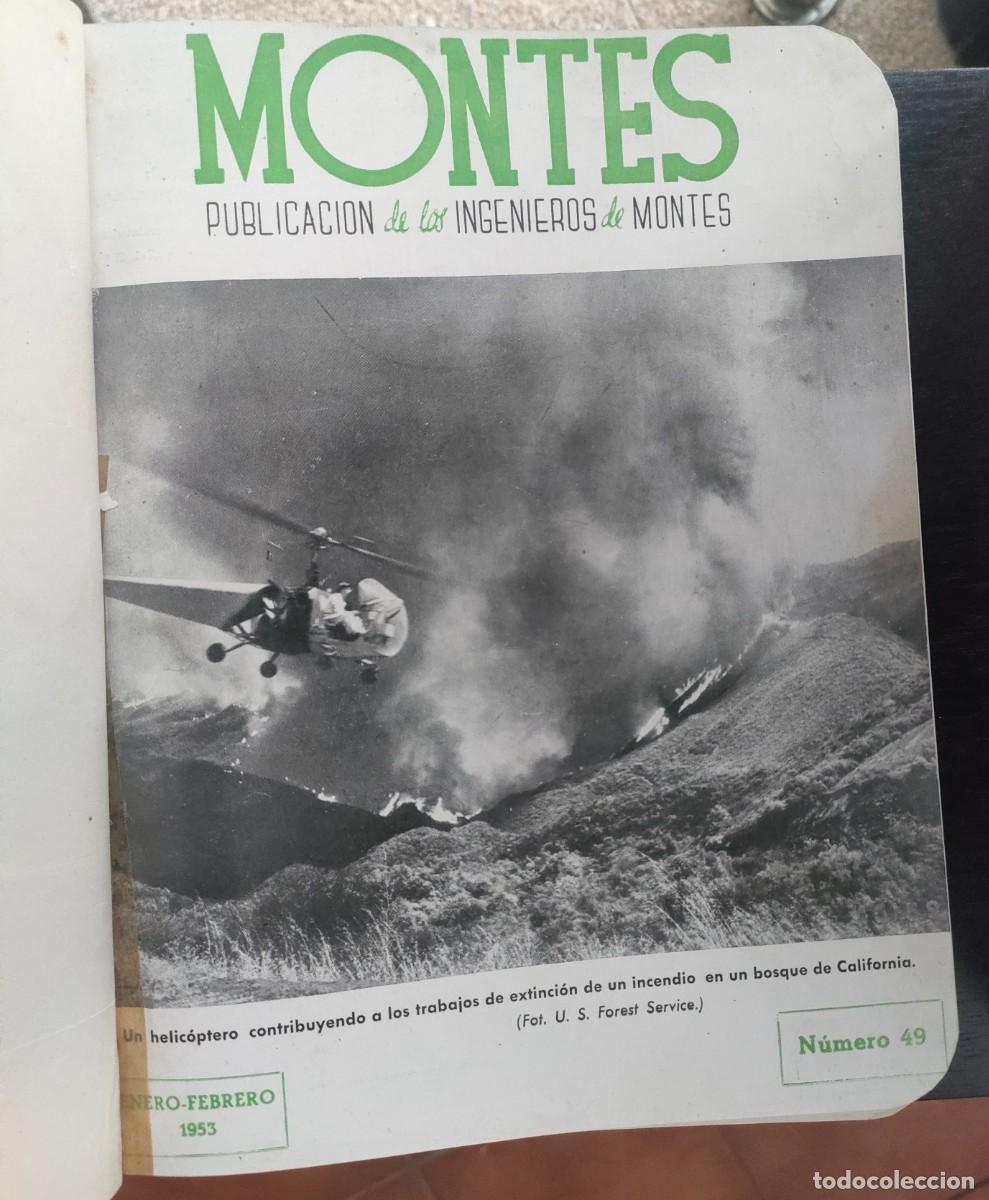 MONTES
PUBLICACION de los INGENIEROS de MONTES
Un helicóptero contribuyendo a los trabajos de extinción de un incendio en un bosque de California.
(Fot. U. S. Forest Service.)
Número 49
ENERO-FEBRERO
1953
todocoleccion